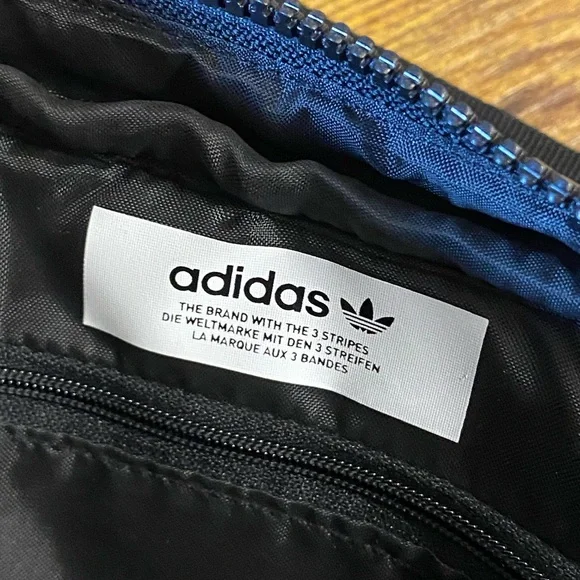 adidas
THE BRAND WITH THE 3 STRIPES
DIE WELTMARKE MIT DEN 3 STREIFEN
LA MARQUE AUX 3 BANDES